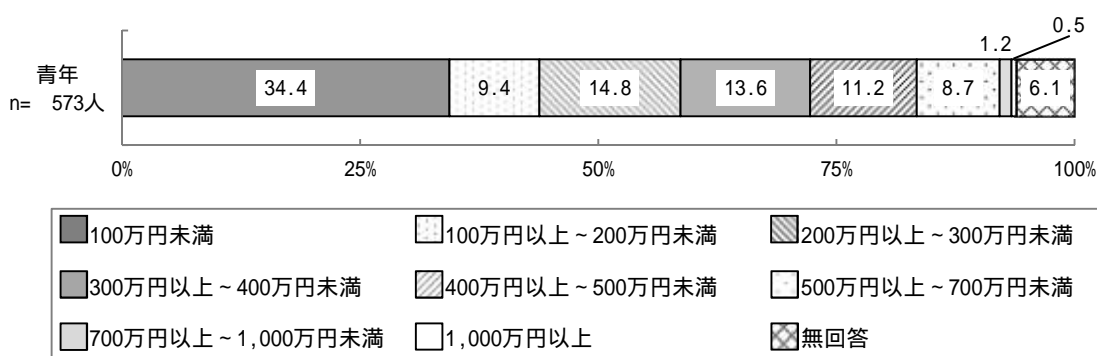 0.5
1.2
青年
n= 573人
34.4 9.4 14.8 13.6 11.2 8.7 6.1
0% 25% 50% 75% 100%
100万円未満 100万円以上～200万円未満 200万円以上～300万円未満
300万円以上～400万円未満 400万円以上～500万円未満 500万円以上～700万円未満
700万円以上～1,000万円未満 1,000万円以上 無回答